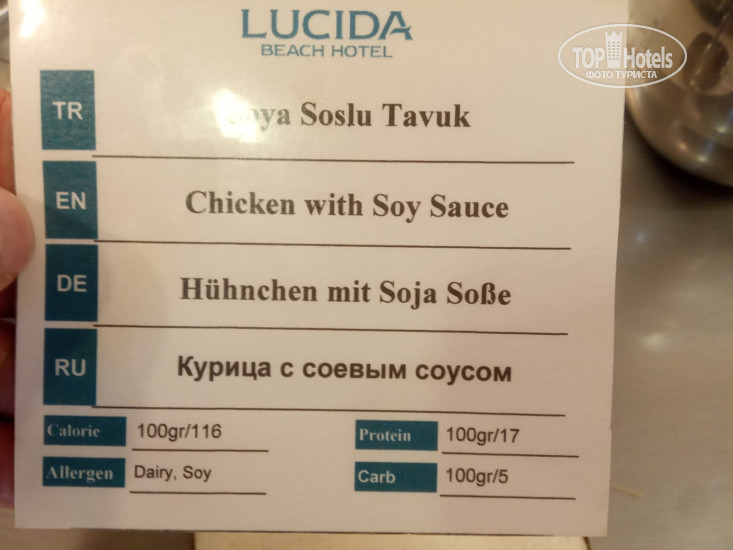 LUCIDA
BEACH HOTEL
TOP Hotels
ФОТО ТУРИСТА
TR Soslu Tavuk
EN Chicken with Soy Sauce
DE Hühnchen mit Soja Soße
RU Курица с соевым соусом
Calorie 100gr/116 Protein 100gr/17
Allergen Dairy, Soy Carb 100gr/5